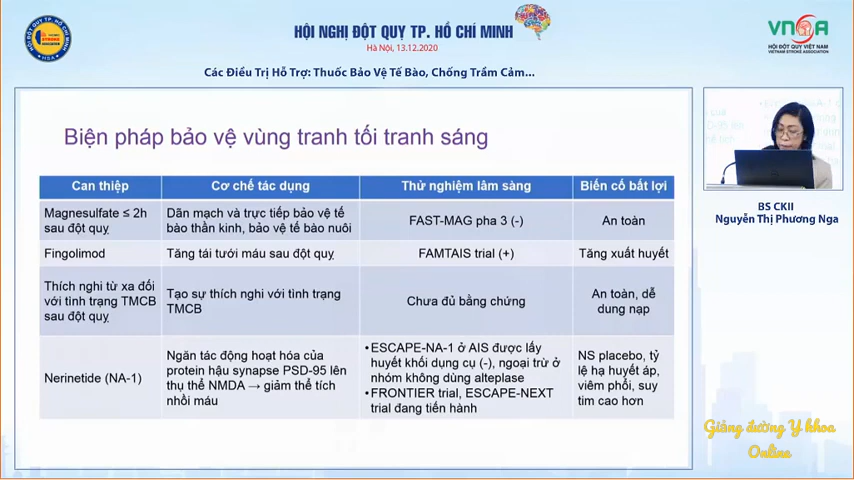 HỘI NGHỊ ĐỘT QUỴ TP. HỒ CHÍ MINH
Hà Nội, 13.12.2020
VNSA
HỘI ĐỘT QUỴ VIỆT NAM
VIETNAM STROKE ASSOCIATION
Các Điều Trị Hỗ Trợ: Thuốc Bảo Vệ Tế Bào, Chống Trầm Cảm...
Biện pháp bảo vệ vùng tranh tối tranh sáng
Can thiệp
Cơ chế tác dụng
Thử nghiệm lâm sàng
Biến cố bất lợi
Magnesulfate ≤ 2h
sau đột quỵ
Dãn mạch và trực tiếp bảo vệ tế
bào thần kinh, bảo vệ tế bào nuôi
FAST-MAG pha 3 (-)
An toàn
Fingolimod
Tăng tái tưới máu sau đột quỵ
FAMTAIS trial (+)
Tăng xuất huyết
Thích nghi từ xa đối
với tình trạng TMCB
sau đột quỵ
Tạo sự thích nghi với tình trạng
TMCB
Chưa đủ bằng chứng
An toàn, dễ
dung nạp
Nerinetide (NA-1)
Ngăn tác động hoạt hóa của
protein hậu synapse PSD-95 lên
thụ thể NMDA → giảm thể tích
nhồi máu
•ESCAPE-NA-1 ở AIS được lấy
huyết khối dụng cụ (-), ngoại trừ ở
nhóm không dùng alteplase
•FRONTIER trial, ESCAPE-NEXT
trial đang tiến hành
NS placebo, tỷ
lệ hạ huyết áp,
viêm phổi, suy
tim cao hơn
BS CKII
Nguyễn Thị Phương Nga
Giảng đường Y khoa
Online